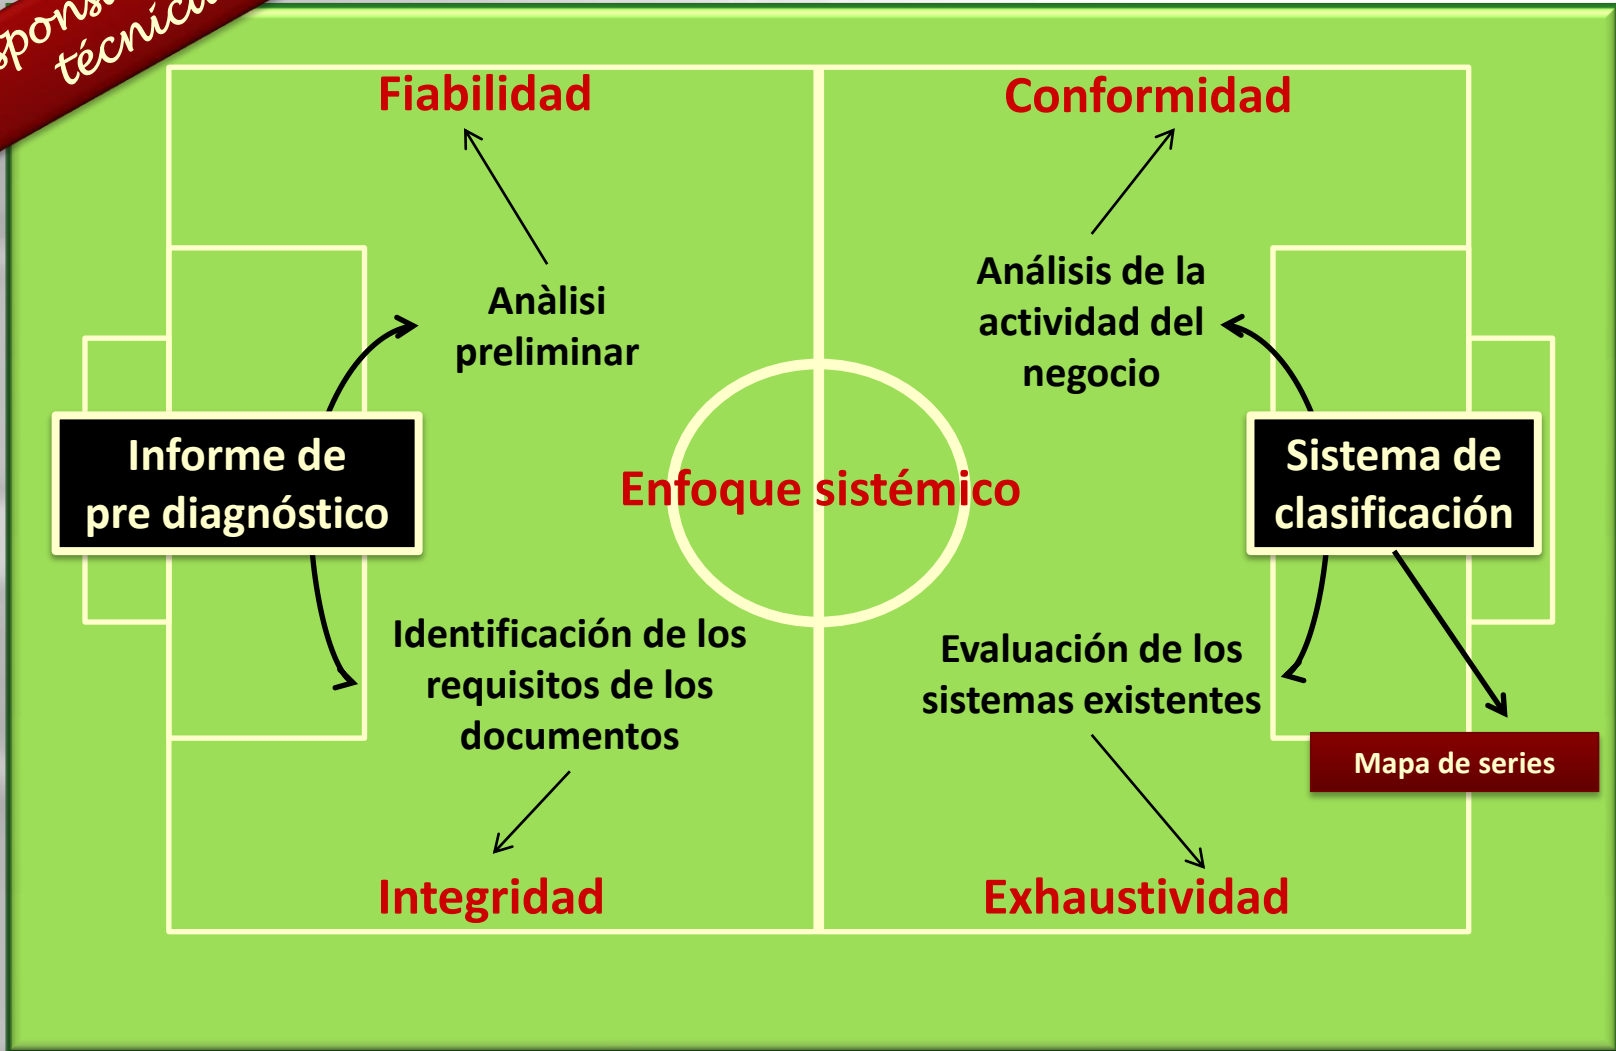 técnica
Fiabilidad
Conformidad
Anàlisi
preliminar
Análisis de la
actividad del
negocio
Informe de
pre diagnóstico
Enfoque sistémico
Sistema de
clasificación
Identificación de los
requisitos de los
documentos
Evaluación de los
sistemas existentes
Mapa de series
Integridad
Exhaustividad